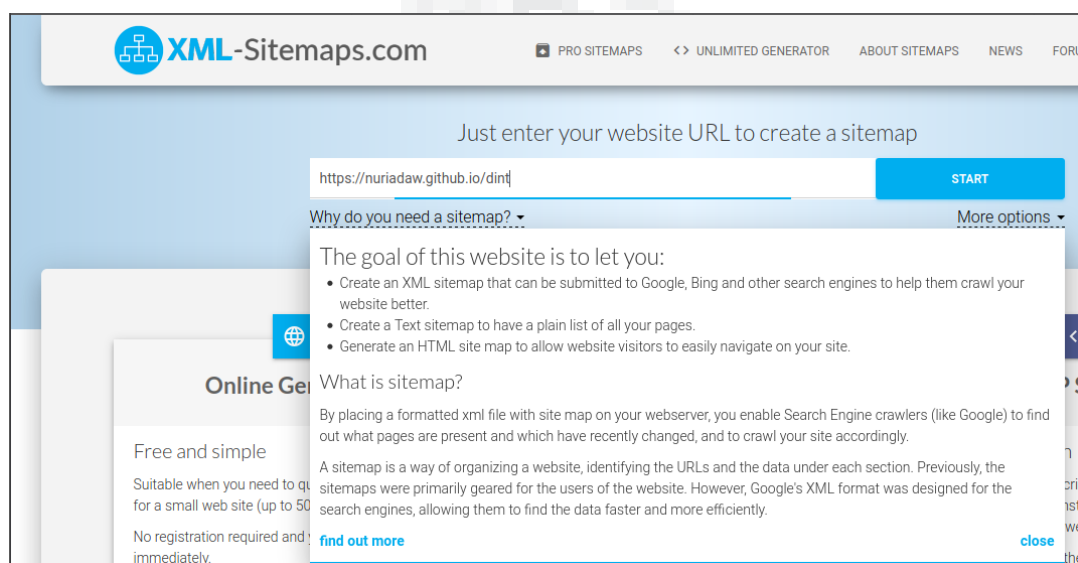 XML-Sitemaps.com
PRO SITEMAPS
<> UNLIMITED GENERATOR
ABOUT SITEMAPS
NEWS
Just enter your website URL to create a sitemap
https://nuriadaw.github.io/dint
START
Why do you need a sitemap?
More options
The goal of this website is to let you:
• Create an XML sitemap that can be submitted to Google, Bing and other search engines to help them crawl your
website better.
• Create a Text sitemap to have a plain list of all your pages.
• Generate an HTML site map to allow website visitors to easily navigate on your site.
What is sitemap?
By placing a formatted xml file with site map on your webserver, you enable Search Engine crawlers (like Google) to find
out what pages are present and which have recently changed, and to crawl your site accordingly.
A sitemap is a way of organizing a website, identifying the URLs and the data under each section. Previously, the
sitemaps were primarily geared for the users of the website. However, Google's XML format was designed for the
search engines, allowing them to find the data faster and more efficiently.
find out more
close
Online
Free and simple
Suitable when you need to
for a small web site (up to
No registration required and
immediately.